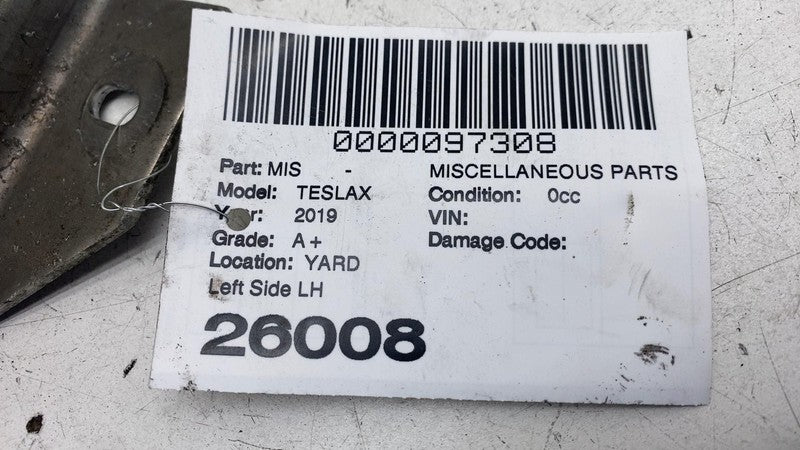 0000097308
Part: MIS - MISCELLANEOUS PARTS
Model: TESLAX Condition: 0cc
Year: 2019 VIN:
Grade: A+ Damage Code:
Location: YARD
Left Side LH
26008